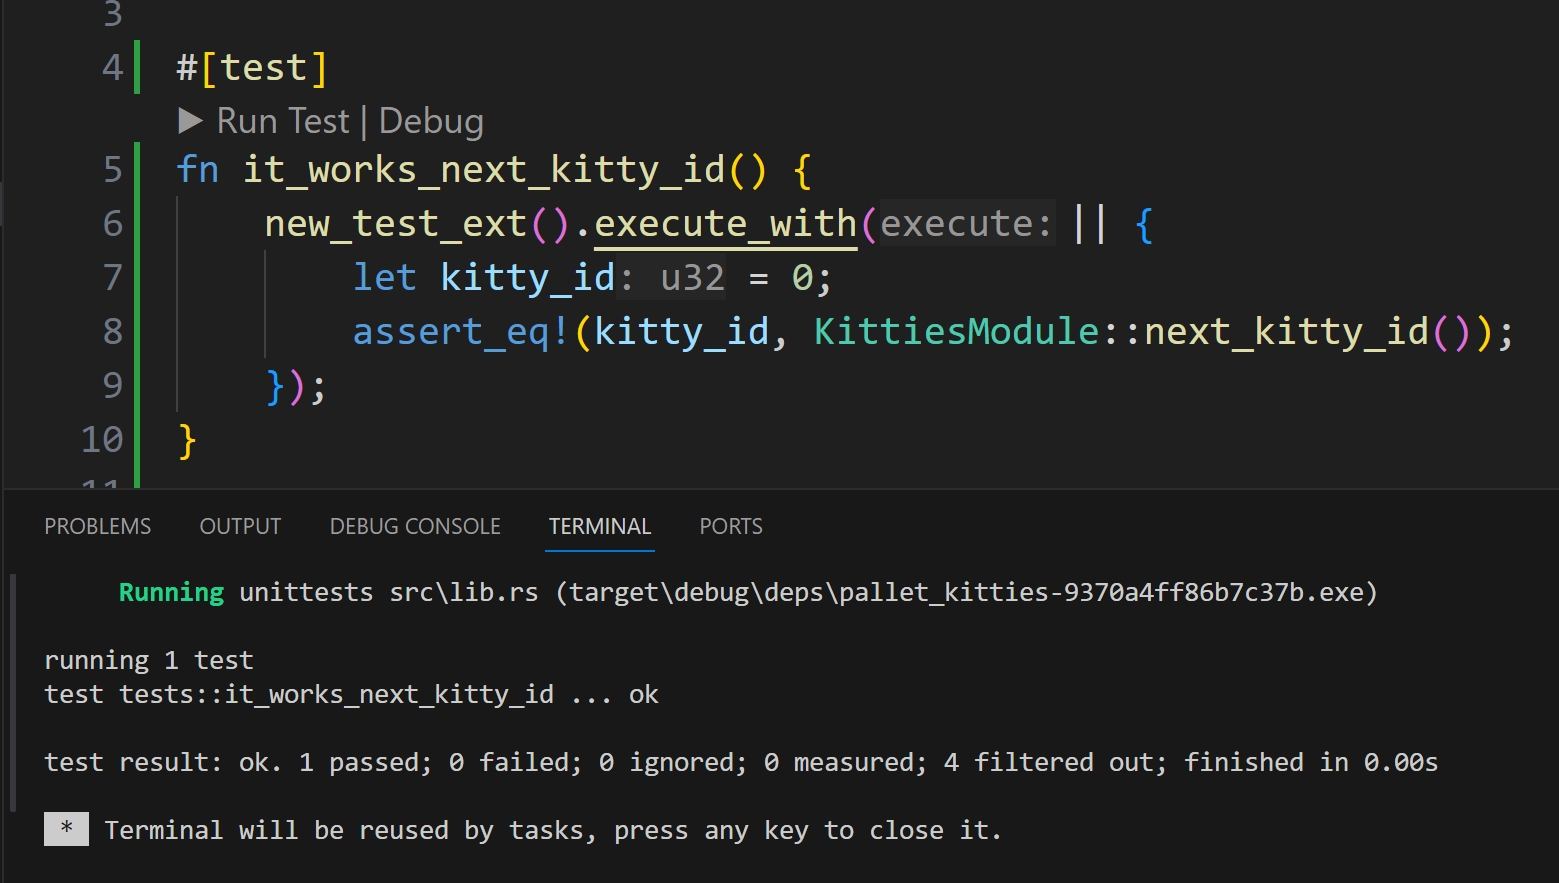 3
4 #[test]
▶ Run Test | Debug
5 fn it_works_next_kitty_id() {
6 new_test_ext().execute_with(execute: || {
7 let kitty_id: u32 = 0;
8 assert_eq!(kitty_id, KittiesModule::next_kitty_id());
9 });
10 }
11
PROBLEMS OUTPUT DEBUG CONSOLE TERMINAL PORTS
Running unittests src\lib.rs (target\debug\deps\pallet_kitties-9370a4ff86b7c37b.exe)
running 1 test
test tests::it_works_next_kitty_id ... ok
test result: ok. 1 passed; 0 failed; 0 ignored; 0 measured; 4 filtered out; finished in 0.00s
* Terminal will be reused by tasks, press any key to close it.